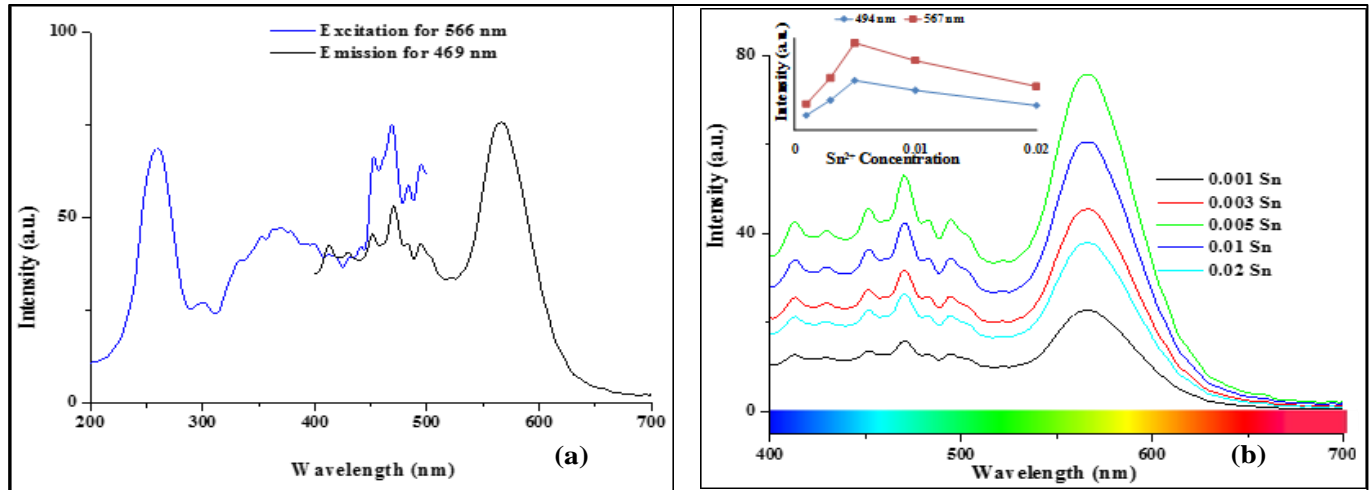 100
50
0
Intensity (a.u.)
Excitation for 566 nm
Emission for 469 nm
200 300 400 500 600 700
Wavelength (nm)
(a)
80
40
0
Intensity (a.u.)
494 nm 567 nm
Intensity (a.u.)
0 0.01 0.02
Sn²⁺ Concentration
0.001 Sn
0.003 Sn
0.005 Sn
0.01 Sn
0.02 Sn
400 500 600 700
Wavelength (nm)
(b)